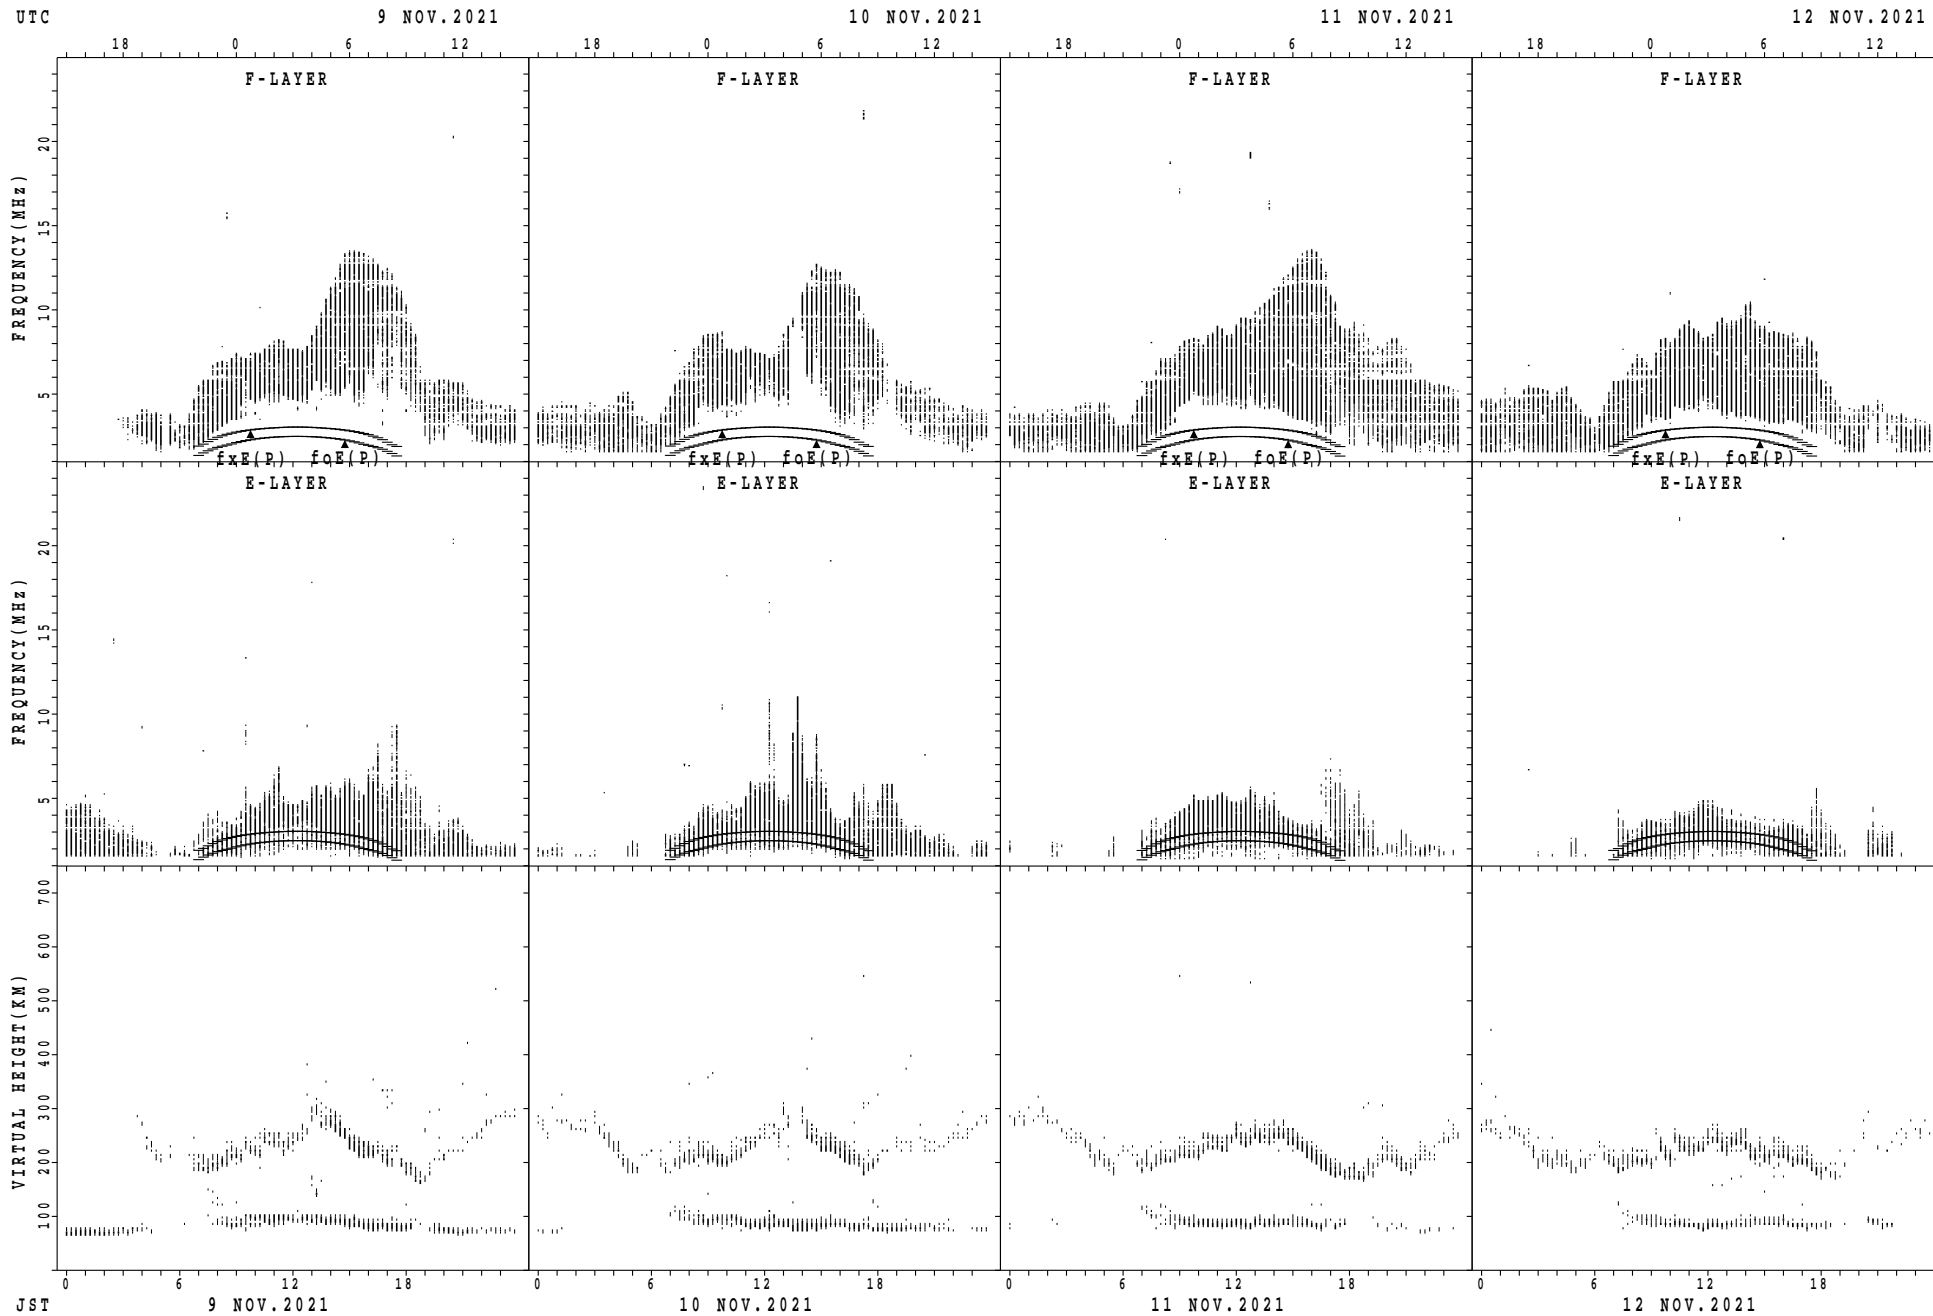 UTC 9 NOV.2021 10 NOV.2021 11 NOV.2021 12 NOV.2021
18 0 6 12 18 0 6 12 18 0 6 12 18 0 6 12
F-LAYER F-LAYER F-LAYER F-LAYER
FREQUENCY(MHz)
20
15
10
5
fxE(P) foE(P) fxE(P) foE(P) fxE(P) foE(P) fxE(P) foE(P)
E-LAYER E-LAYER E-LAYER E-LAYER
FREQUENCY(MHz)
20
15
10
5
VIRTUAL HEIGHT(KM)
700
600
500
400
300
200
100
0 6 12 18 0 6 12 18 0 6 12 18 0 6 12 18
JST 9 NOV.2021 10 NOV.2021 11 NOV.2021 12 NOV.2021